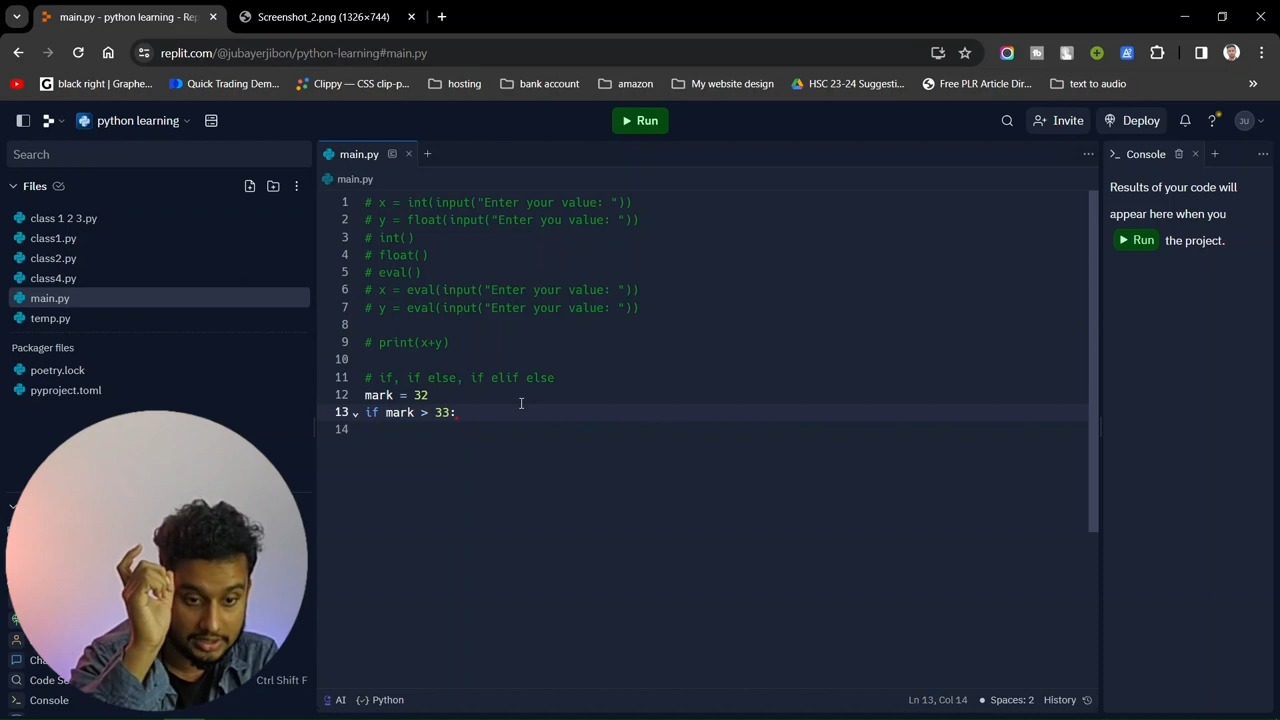 main.py - python learning - Rep
Screenshot_2.png (1326×744)
replit.com/@jubayerjibon/python-learning#main.py
black right | Graphe...
Quick Trading Dem...
Clippy — CSS clip-p...
hosting
bank account
amazon
My website design
HSC 23-24 Suggesti...
Free PLR Article Dir...
text to audio
python learning
Run
Invite
Deploy
JU
Search
main.py
Console
Files
main.py
class 1 2 3.py
class1.py
class2.py
class4.py
main.py
temp.py
Packager files
poetry.lock
pyproject.toml
1 # x = int(input("Enter your value: "))
2 # y = float(input("Enter you value: "))
3 # int()
4 # float()
5 # eval()
6 # x = eval(input("Enter your value: "))
7 # y = eval(input("Enter your value: "))
8
9 # print(x+y)
10
11 # if, if else, if elif else
12 mark = 32
13 if mark > 33:
14
Results of your code will
appear here when you
Run the project.
Code Se
Ctrl Shift F
Console
AI
Python
Ln 13, Col 14
Spaces: 2
History